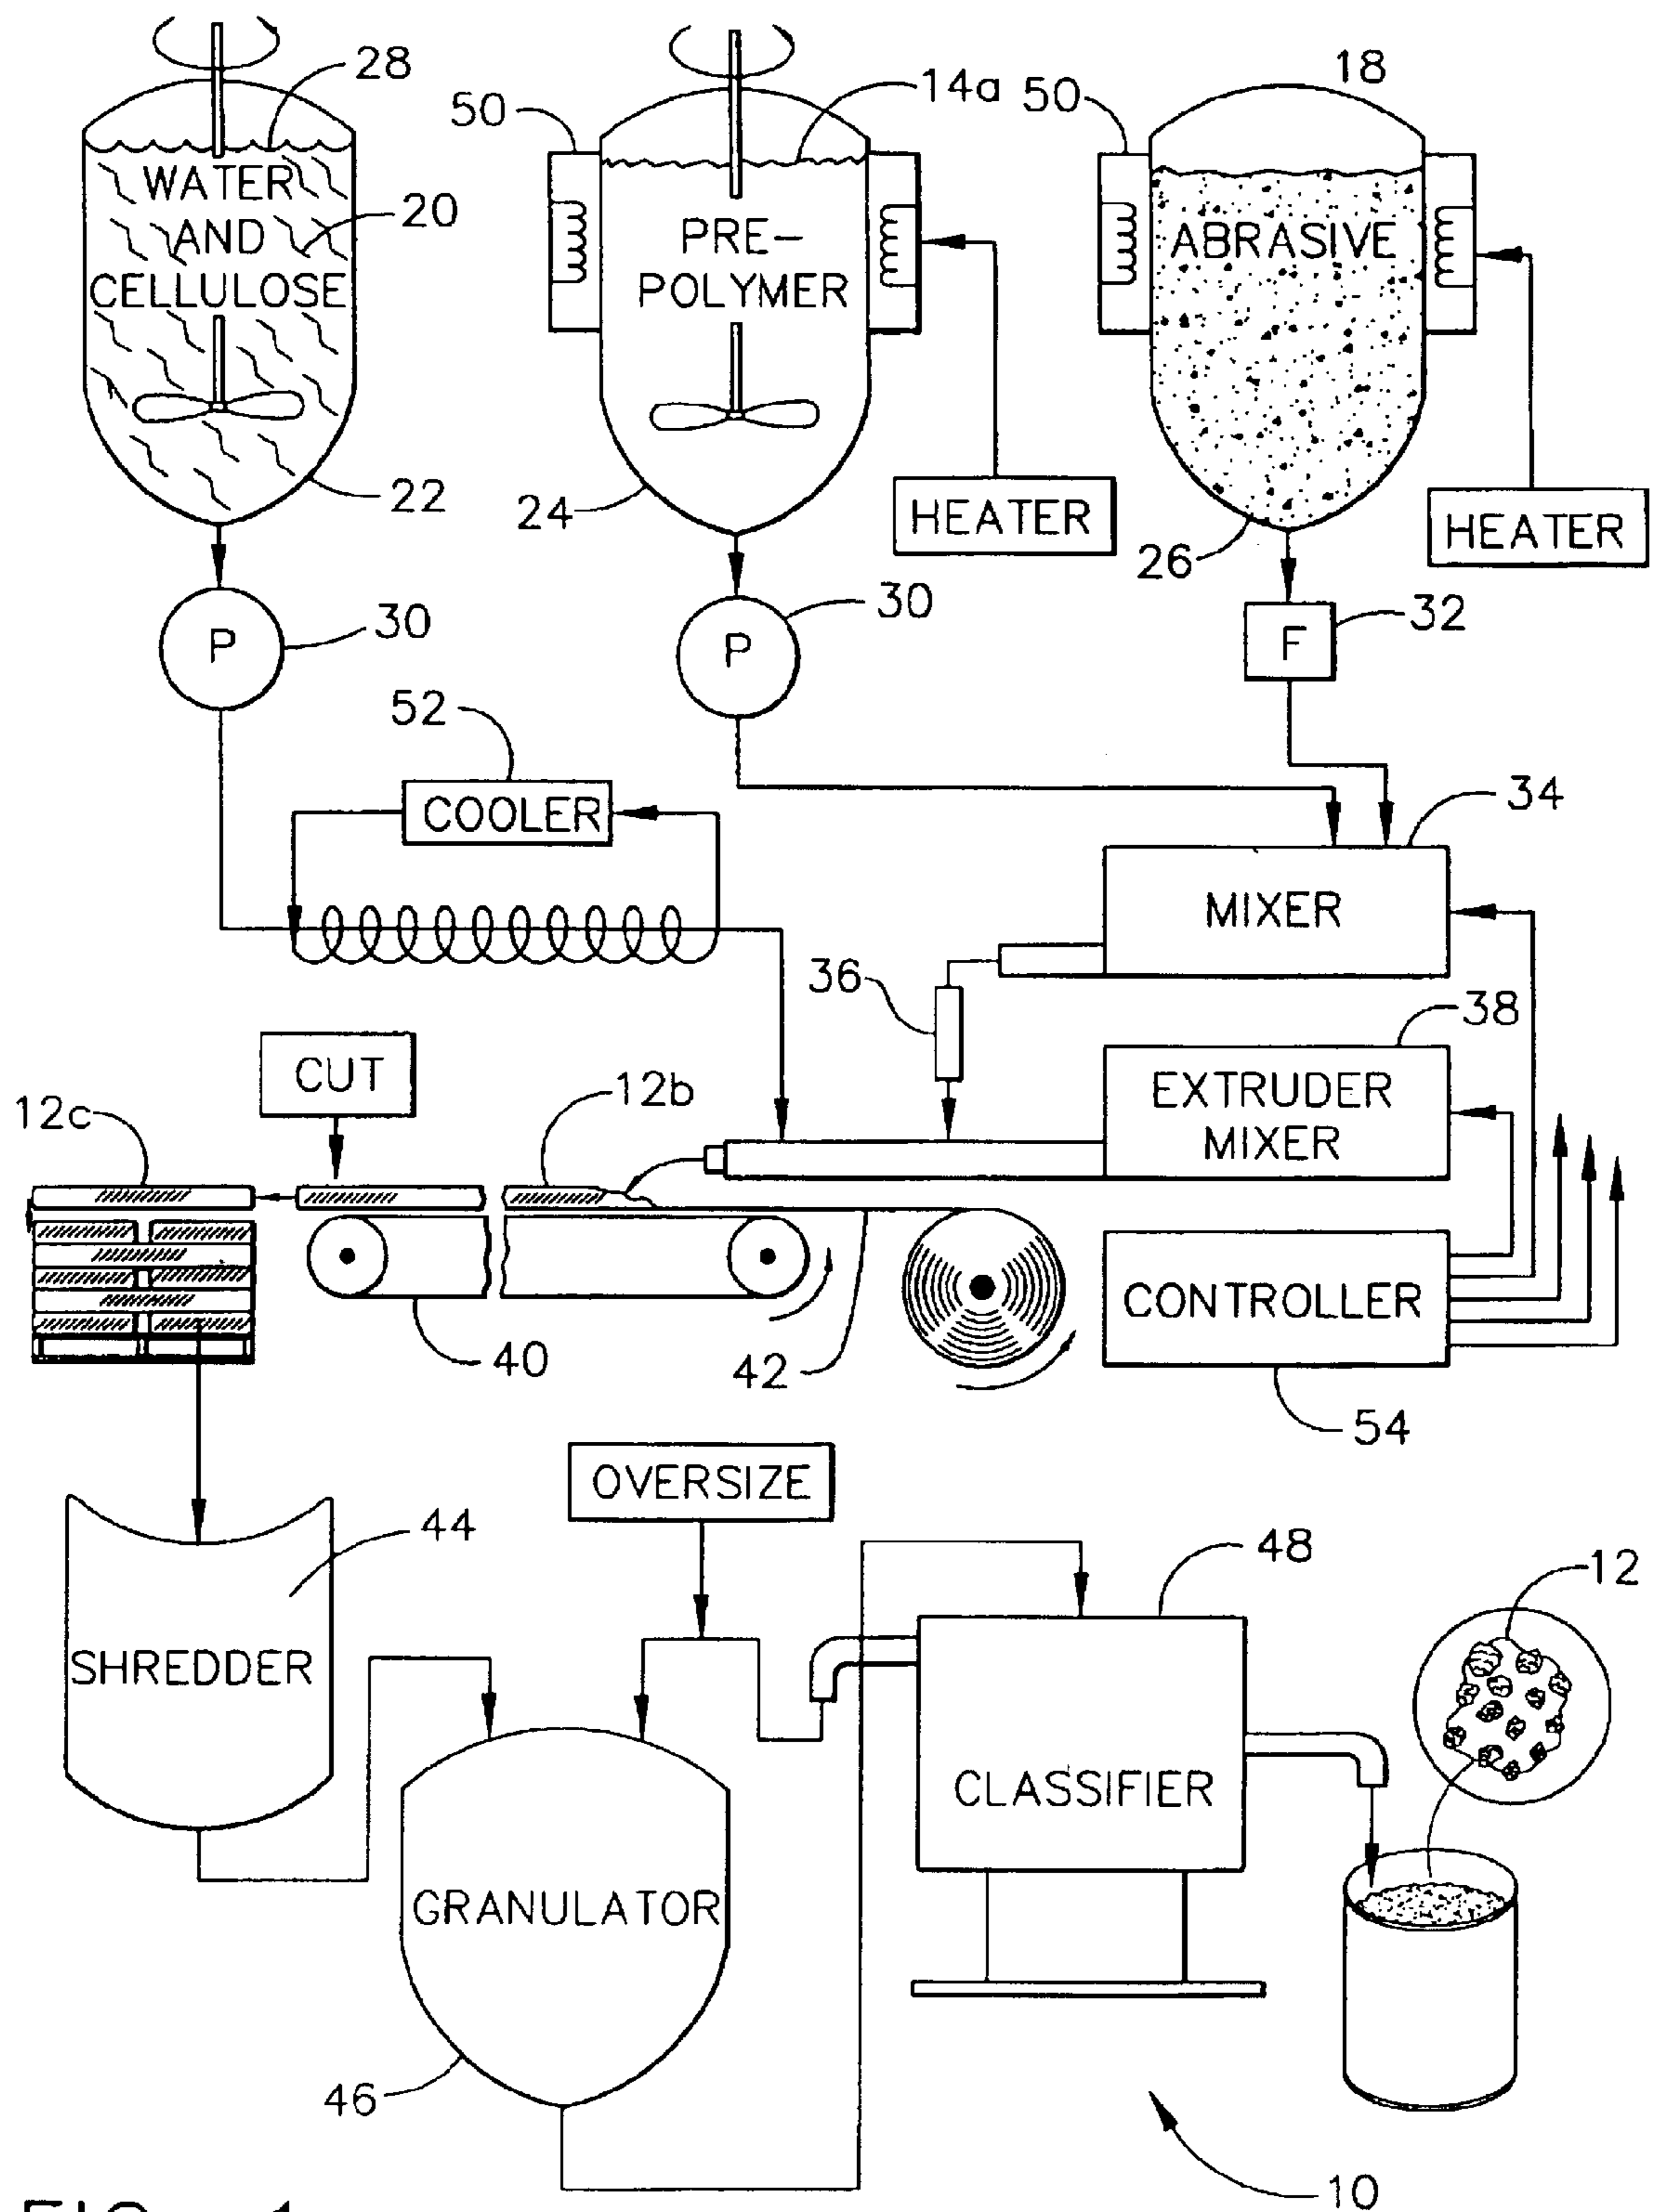 28
14a
50
50
18
WATER
AND
CELLULOSE
20
PRE-
POLYMER
ABRASIVE
22
24
HEATER
26
HEATER
P
30
P
30
F
32
52
COOLER
34
MIXER
36
38
EXTRUDER
MIXER
CUT
12c
12b
40
42
CONTROLLER
54
OVERSIZE
44
48
12
SHREDDER
CLASSIFIER
GRANULATOR
46
10
FIG. 1